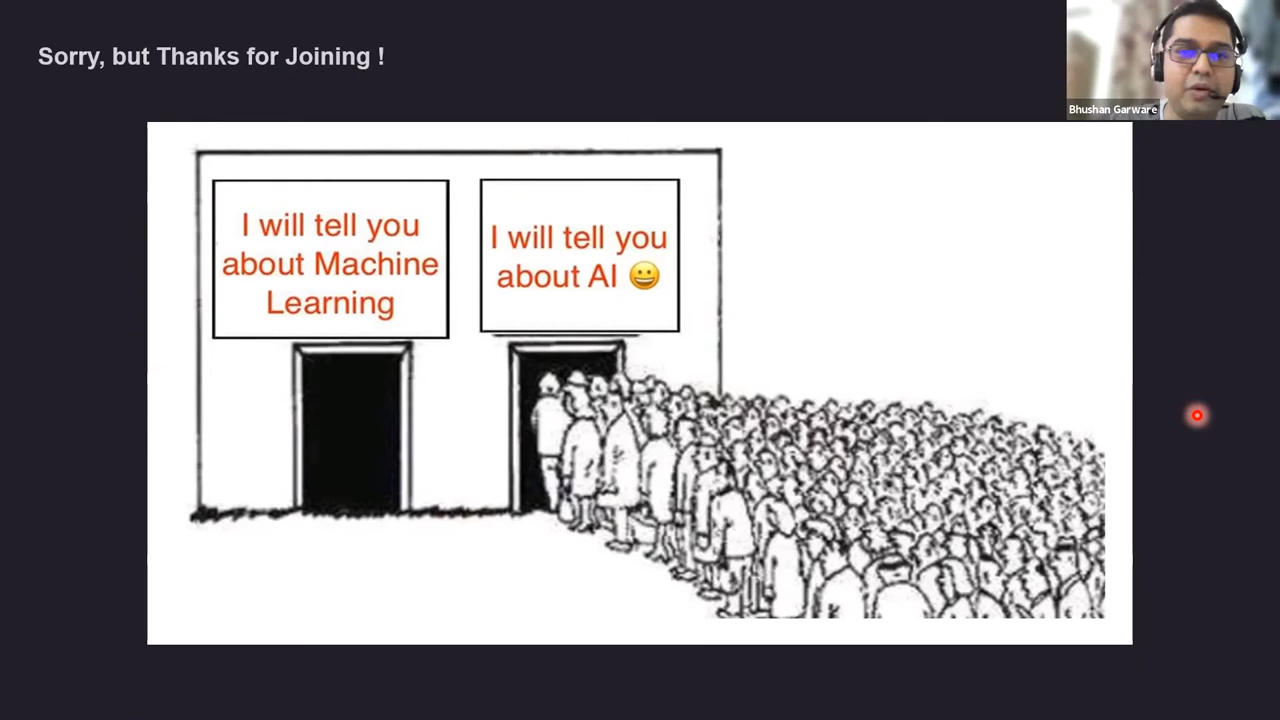 Sorry, but Thanks for Joining !
Bhushan Garware
I will tell you
about Machine
Learning
I will tell you
about AI 😀